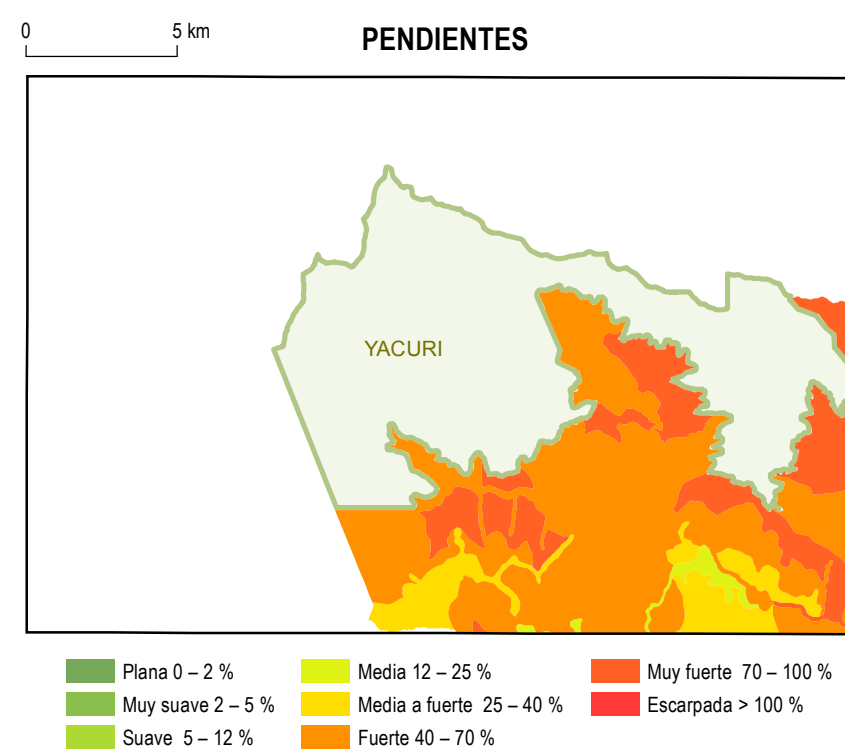 0 5 km
PENDIENTES
YACURI
Plana 0 – 2 %
Muy suave 2 – 5 %
Suave 5 – 12 %
Media 12 – 25 %
Media a fuerte 25 – 40 %
Fuerte 40 – 70 %
Muy fuerte 70 – 100 %
Escarpada > 100 %